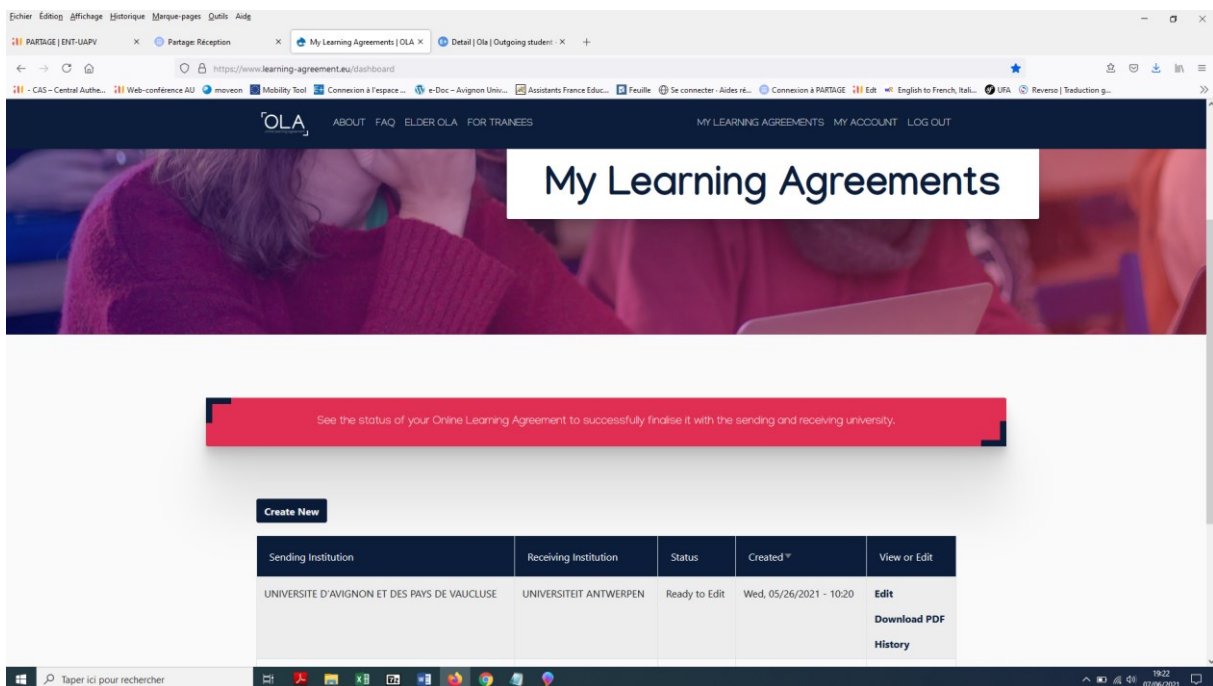 Eichier Édition Affichage Historique Marque-pages Outils Aide
PARTAGE | ENT-UAPV
Partage: Réception
My Learning Agreements | OLA
Detail | Ola | Outgoing student -
https://www.learning-agreement.eu/dashboard
- CAS – Central Authe...
Web-conférence AU
moveon
Mobility Tool
Connexion à l'espace ...
e-Doc – Avignon Univ...
Assistants France Educ...
Feuille
Se connecter · Aides ré...
Connexion à PARTAGE
Edt
English to French, Itali...
UFA
Reverso | Traduction g...
OLA
ABOUT FAQ ELDER OLA FOR TRAINEES
MY LEARNING AGREEMENTS MY ACCOUNT LOG OUT
My Learning Agreements
See the status of your Online Learning Agreement to successfully finalise it with the sending and receiving university.
Create New
Sending Institution Receiving Institution Status Created View or Edit
UNIVERSITE D'AVIGNON ET DES PAYS DE VAUCLUSE UNIVERSITEIT ANTWERPEN Ready to Edit Wed, 05/26/2021 - 10:20 Edit
Download PDF
History
Taper ici pour rechercher
19:22
07/06/2021